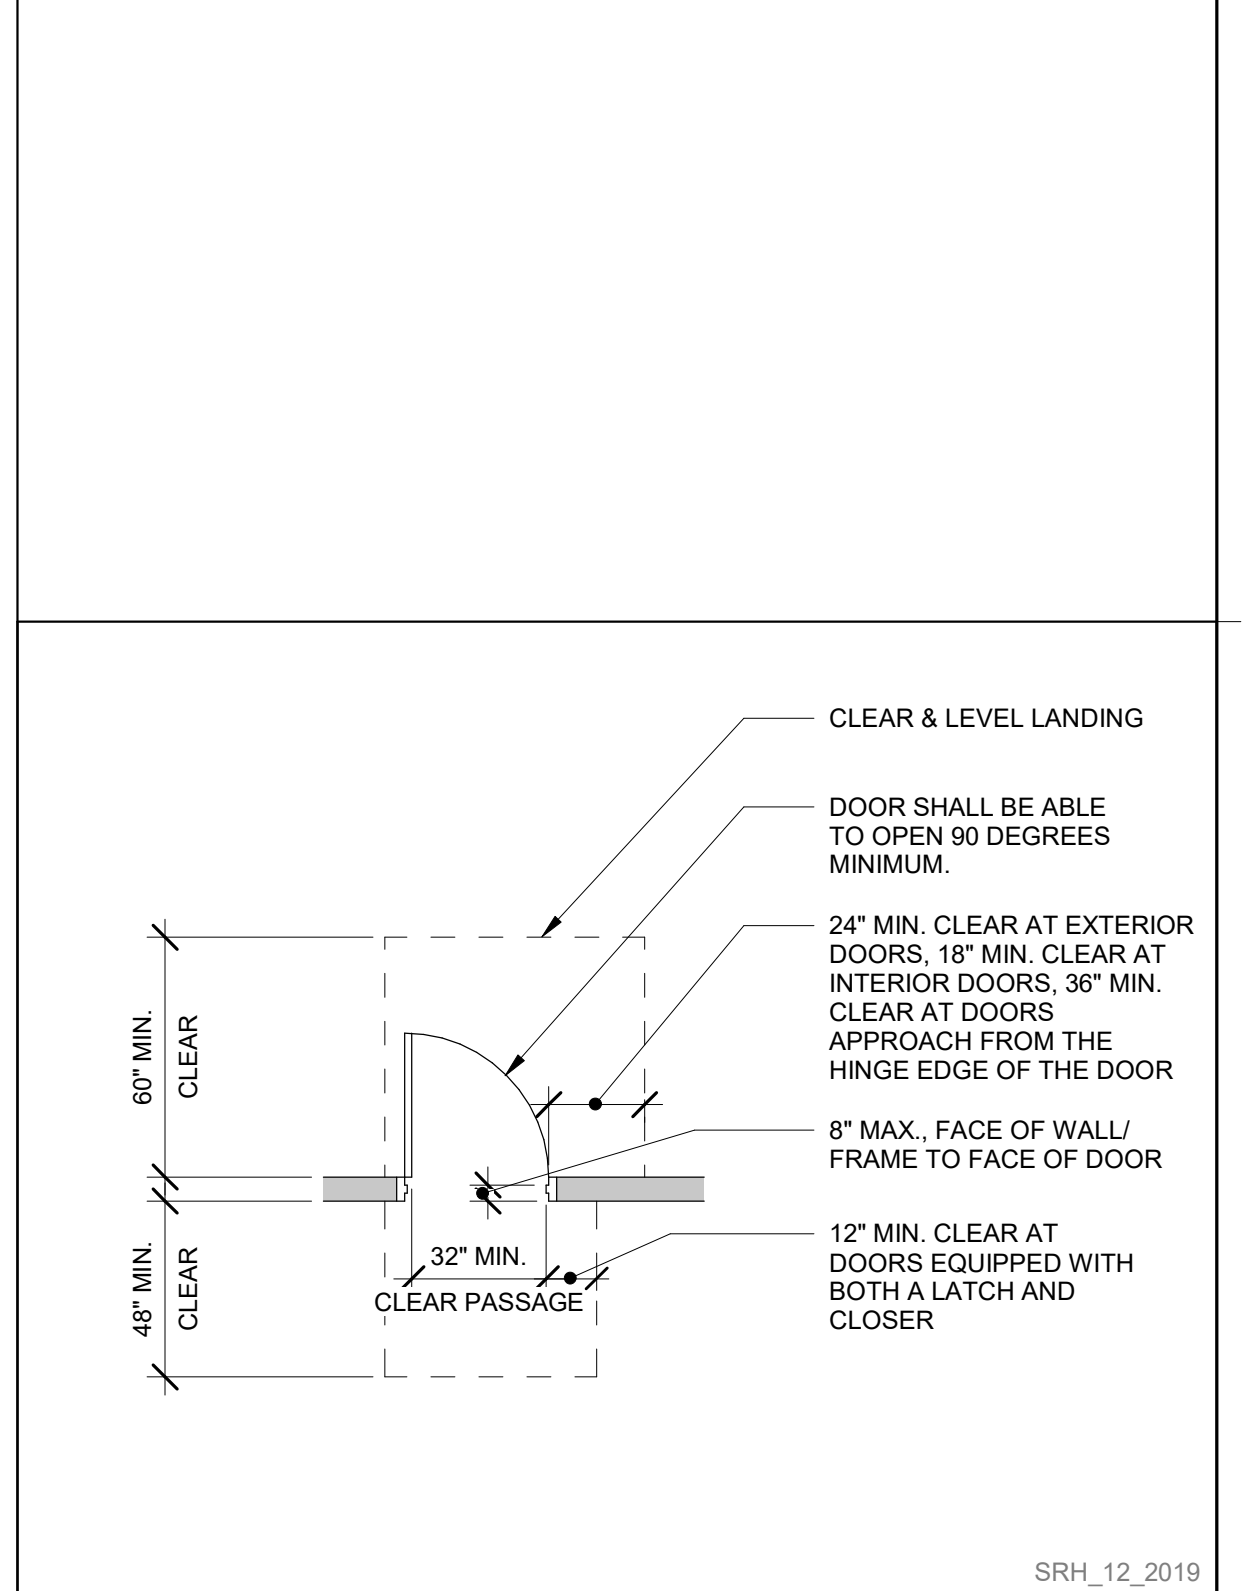 CLEAR & LEVEL LANDING
DOOR SHALL BE ABLE
TO OPEN 90 DEGREES
MINIMUM.
24" MIN. CLEAR AT EXTERIOR
DOORS, 18" MIN. CLEAR AT
INTERIOR DOORS, 36" MIN.
CLEAR AT DOORS
APPROACH FROM THE
HINGE EDGE OF THE DOOR
8" MAX., FACE OF WALL/
FRAME TO FACE OF DOOR
12" MIN. CLEAR AT
DOORS EQUIPPED WITH
BOTH A LATCH AND
CLOSER
60" MIN.
CLEAR
48" MIN.
CLEAR
32" MIN.
CLEAR PASSAGE
SRH_12_2019